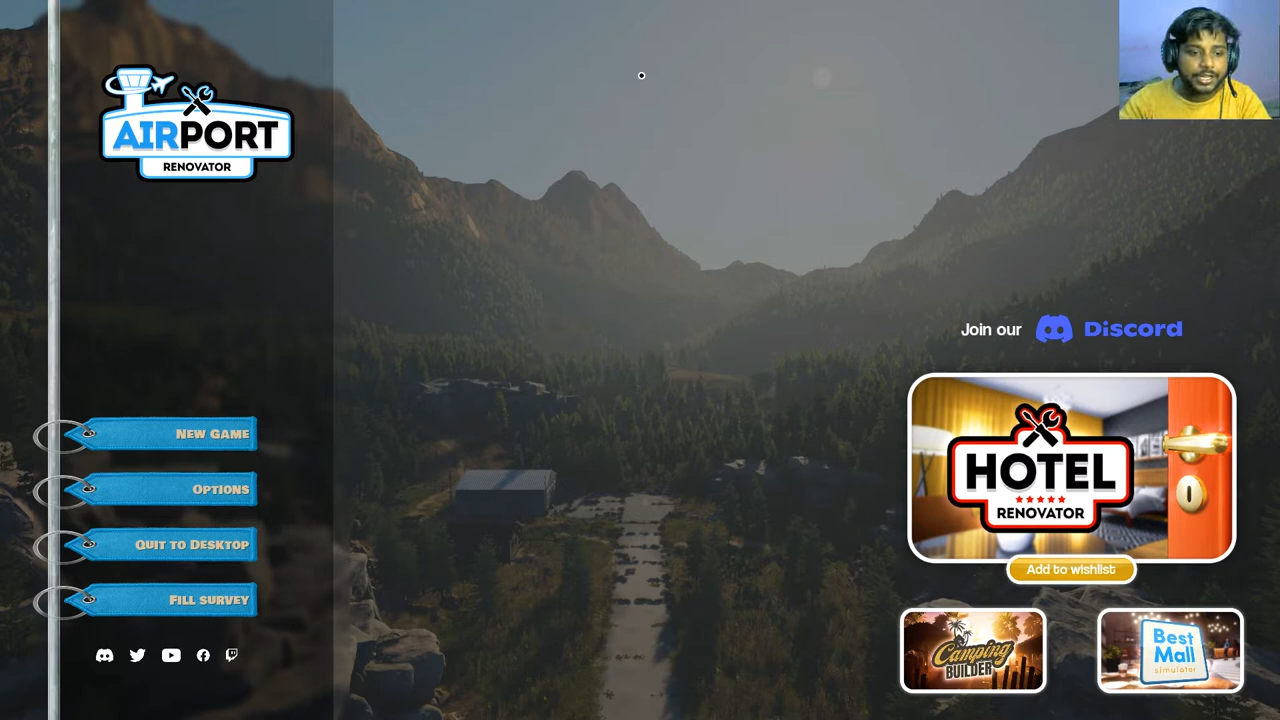 AIRPORT
RENOVATOR
NEW GAME
OPTIONS
QUIT TO DESKTOP
FILL SURVEY
Join our Discord
HOTEL
RENOVATOR
Add to wishlist
Camping
BUILDER
Best
Mall
simulator